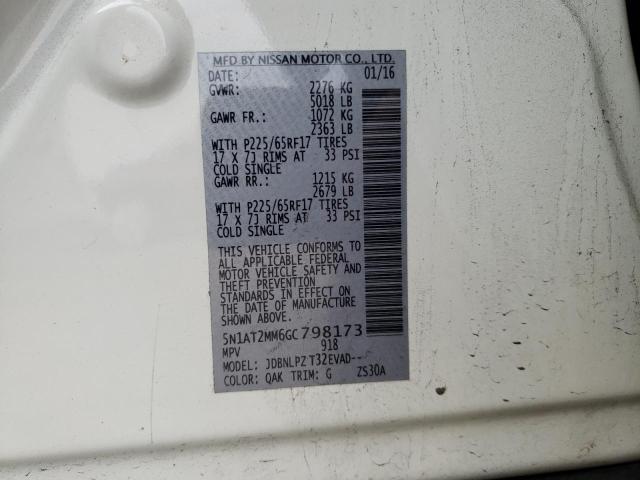 MFD BY NISSAN MOTOR CO., LTD.
DATE: 01/16
GVWR: 2276 KG
5018 LB
GAWR FR.: 1072 KG
2363 LB
WITH P225/65RF17 TIRES
17 X 7J RIMS AT 33 PSI
COLD SINGLE
GAWR RR.: 1215 KG
2679 LB
WITH P225/65RF17 TIRES
17 X 7J RIMS AT 33 PSI
COLD SINGLE
THIS VEHICLE CONFORMS TO
ALL APPLICABLE FEDERAL
MOTOR VEHICLE SAFETY AND
THEFT PREVENTION
STANDARDS IN EFFECT ON
THE DATE OF MANUFACTURE
5N1AT2MM6GC798173
MPV 918
MODEL: JDBNLPZ T32EVAD--
COLOR: QAK TRIM: G ZS30A